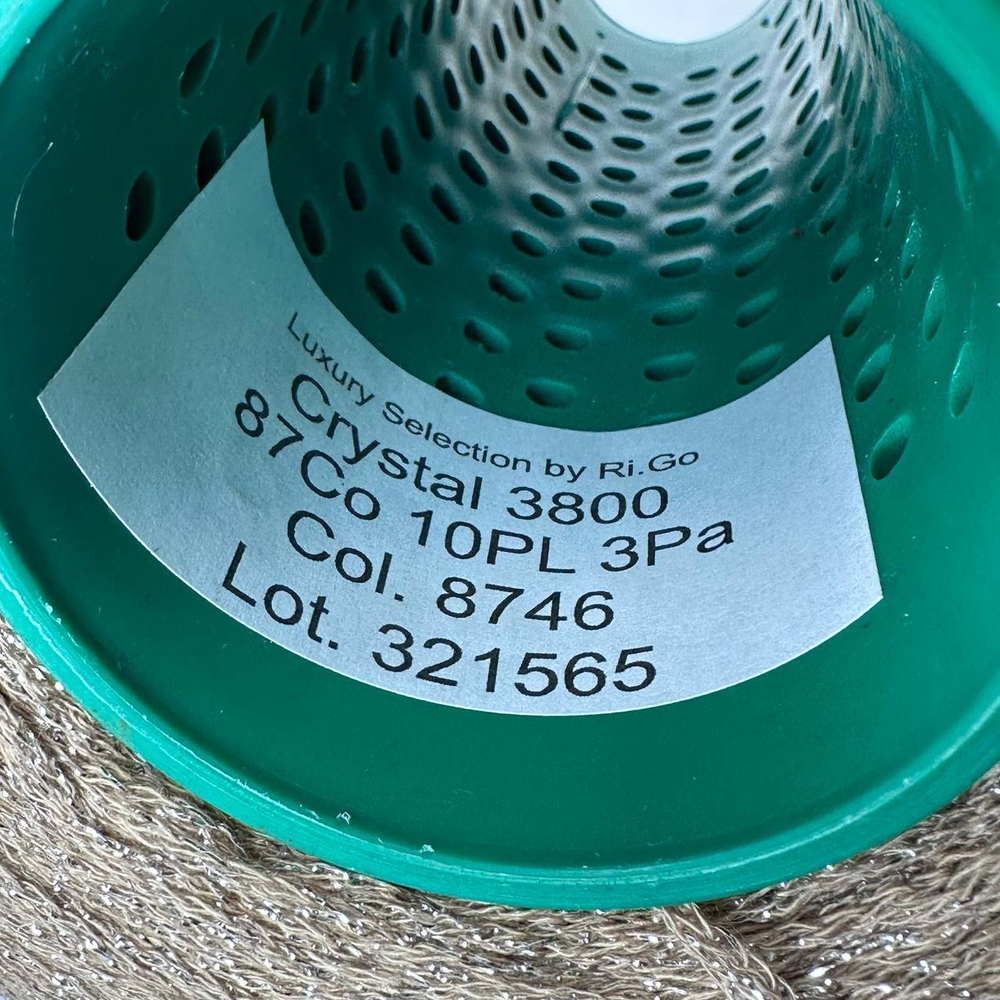 Luxury Selection by Ri.Go
Crystal 3800
87Co 10PL 3Pa
Col. 8746
Lot. 321565